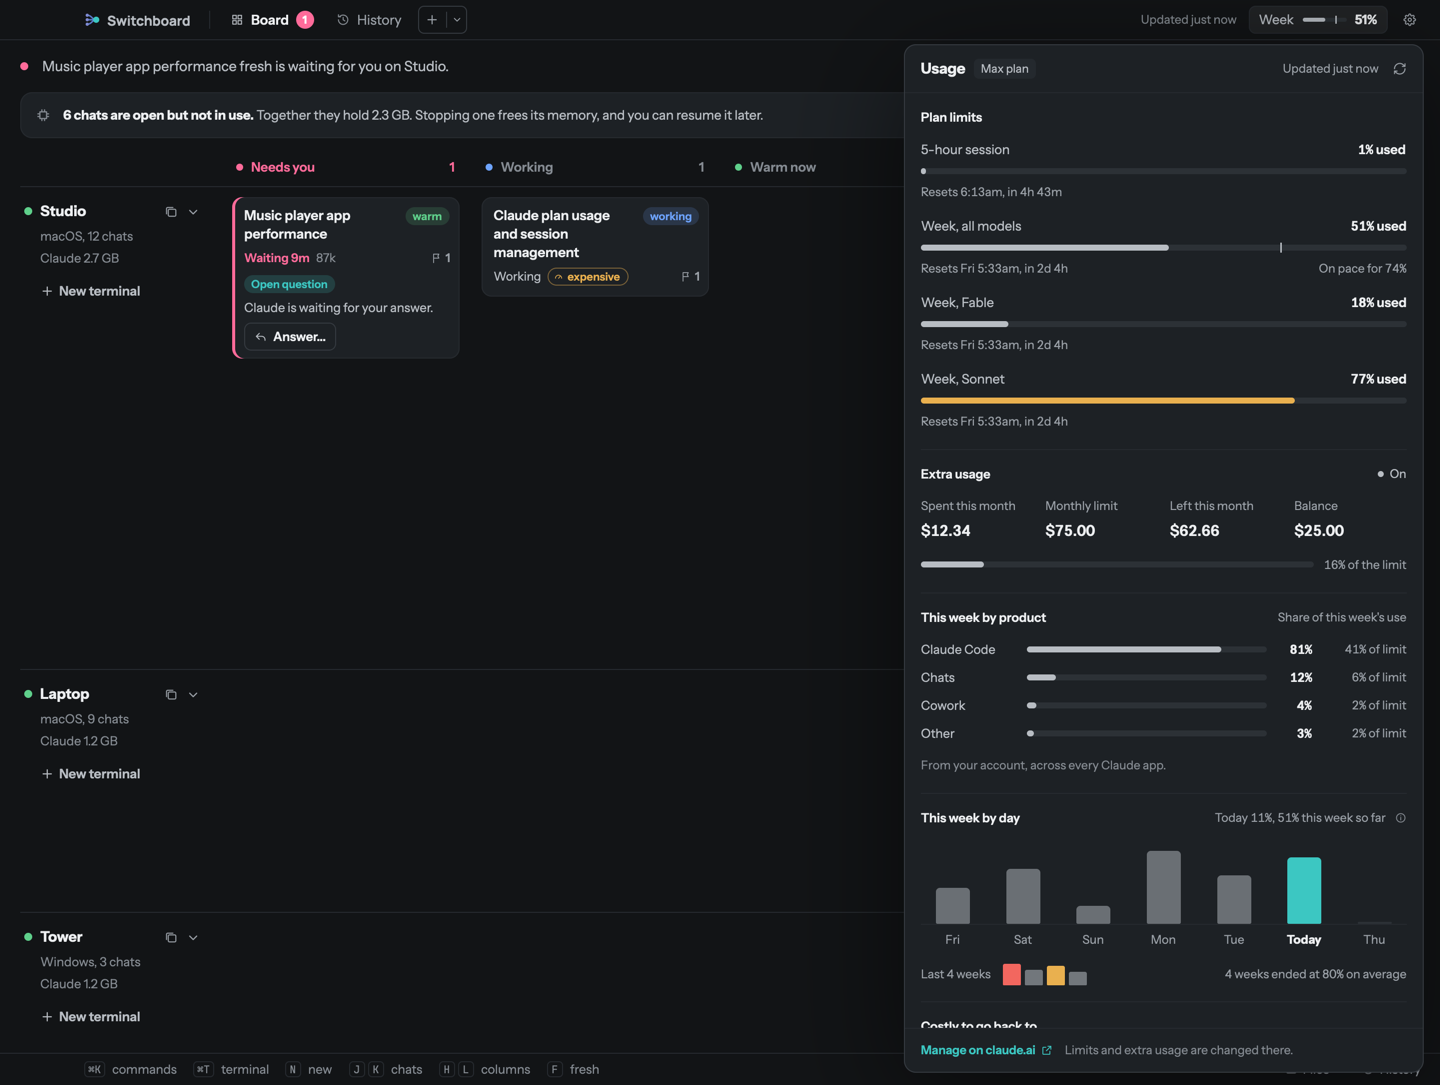 Switchboard
Board 1
History
Updated just now
Week 51%
Music player app performance fresh is waiting for you on Studio.
6 chats are open but not in use. Together they hold 2.3 GB. Stopping one frees its memory, and you can resume it later.
Needs you 1
Working 1
Warm now
Studio
macOS, 12 chats
Claude 2.7 GB
+ New terminal
Music player app performance
warm
Waiting 9m 87k
1
Open question
Claude is waiting for your answer.
Answer...
Claude plan usage and session management
working
Working
expensive
1
Laptop
macOS, 9 chats
Claude 1.2 GB
+ New terminal
Tower
Windows, 3 chats
Claude 1.2 GB
+ New terminal
Usage
Max plan
Updated just now
Plan limits
5-hour session 1% used
Resets 6:13am, in 4h 43m
Week, all models 51% used
Resets Fri 5:33am, in 2d 4h On pace for 74%
Week, Fable 18% used
Resets Fri 5:33am, in 2d 4h
Week, Sonnet 77% used
Resets Fri 5:33am, in 2d 4h
Extra usage On
Spent this month Monthly limit Left this month Balance
$12.34 $75.00 $62.66 $25.00
16% of the limit
This week by product Share of this week's use
Claude Code 81% 41% of limit
Chats 12% 6% of limit
Cowork 4% 2% of limit
Other 3% 2% of limit
From your account, across every Claude app.
This week by day Today 11%, 51% this week so far
Fri Sat Sun Mon Tue Today Thu
Last 4 weeks 4 weeks ended at 80% on average
Costly to go back to
Manage on claude.ai Limits and extra usage are changed there.
⌘K commands ⌘T terminal N new J K chats H L columns F fresh